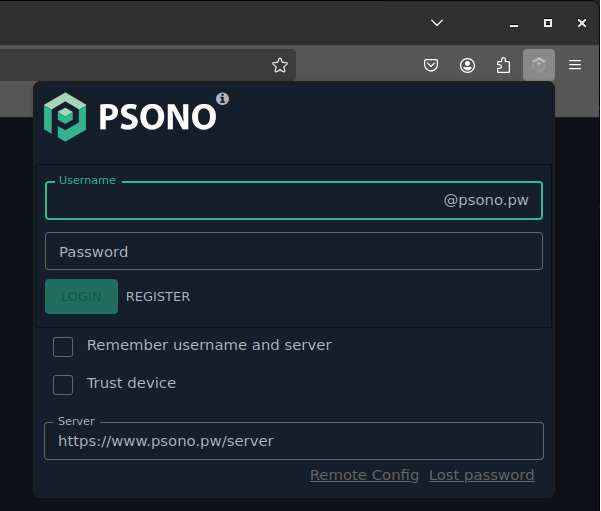 PSONO
Username
@psono.pw
Password
LOGIN REGISTER
Remember username and server
Trust device
Server
https://www.psono.pw/server
Remote Config Lost password